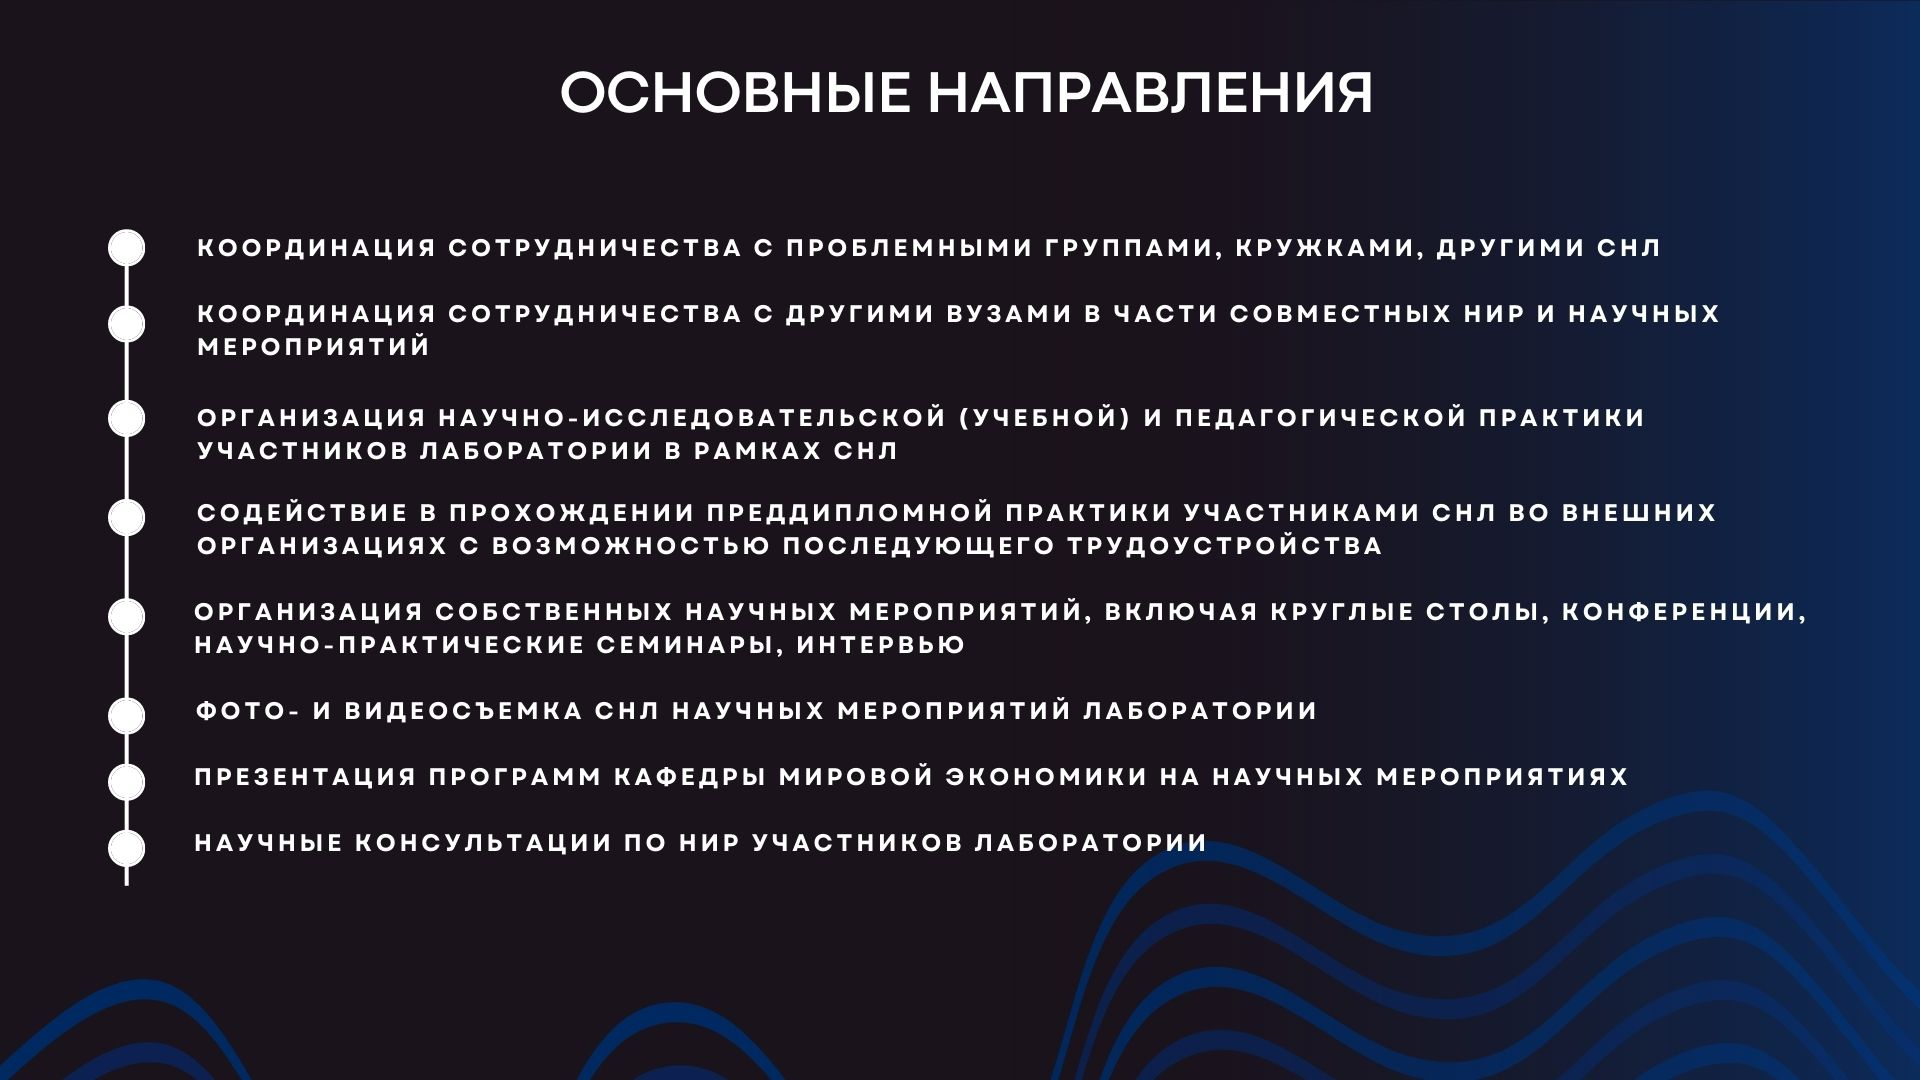 ОСНОВНЫЕ НАПРАВЛЕНИЯ
КООРДИНАЦИЯ СОТРУДНИЧЕСТВА С ПРОБЛЕМНЫМИ ГРУППАМИ, КРУЖКАМИ, ДРУГИМИ СНЛ
КООРДИНАЦИЯ СОТРУДНИЧЕСТВА С ДРУГИМИ ВУЗАМИ В ЧАСТИ СОВМЕСТНЫХ НИР И НАУЧНЫХ
МЕРОПРИЯТИЙ
ОРГАНИЗАЦИЯ НАУЧНО-ИССЛЕДОВАТЕЛЬСКОЙ (УЧЕБНОЙ) И ПЕДАГОГИЧЕСКОЙ ПРАКТИКИ
УЧАСТНИКОВ ЛАБОРАТОРИИ В РАМКАХ СНЛ
СОДЕЙСТВИЕ В ПРОХОЖДЕНИИ ПРЕДДИПЛОМНОЙ ПРАКТИКИ УЧАСТНИКАМИ СНЛ ВО ВНЕШНИХ
ОРГАНИЗАЦИЯХ С ВОЗМОЖНОСТЬЮ ПОСЛЕДУЮЩЕГО ТРУДОУСТРОЙСТВА
ОРГАНИЗАЦИЯ СОБСТВЕННЫХ НАУЧНЫХ МЕРОПРИЯТИЙ, ВКЛЮЧАЯ КРУГЛЫЕ СТОЛЫ, КОНФЕРЕНЦИИ,
НАУЧНО-ПРАКТИЧЕСКИЕ СЕМИНАРЫ, ИНТЕРВЬЮ
ФОТО- И ВИДЕОСЪЕМКА СНЛ НАУЧНЫХ МЕРОПРИЯТИЙ ЛАБОРАТОРИИ
ПРЕЗЕНТАЦИЯ ПРОГРАММ КАФЕДРЫ МИРОВОЙ ЭКОНОМИКИ НА НАУЧНЫХ МЕРОПРИЯТИЯХ
НАУЧНЫЕ КОНСУЛЬТАЦИИ ПО НИР УЧАСТНИКОВ ЛАБОРАТОРИИ